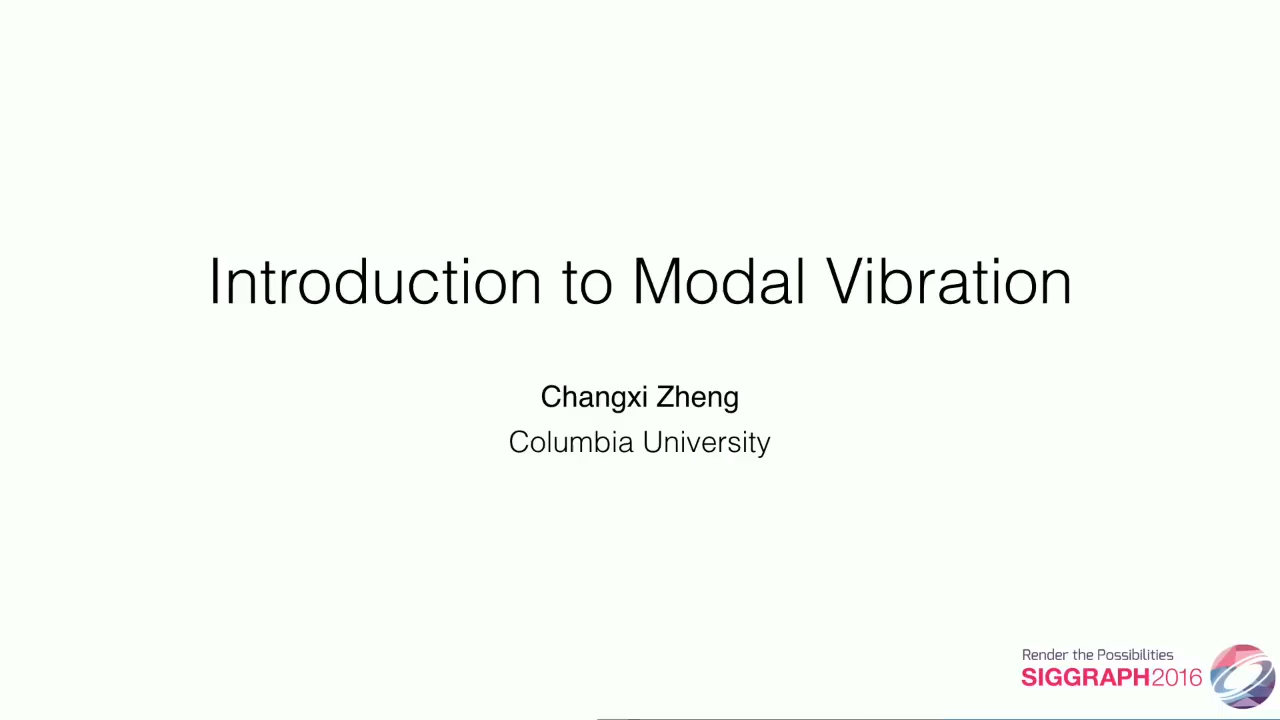 Introduction to Modal Vibration
Changxi Zheng
Columbia University
Render the Possibilities
SIGGRAPH2016